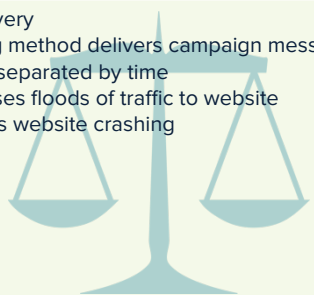 very
g method delivers campaign mess
separated by time
ses floods of traffic to website
s website crashing